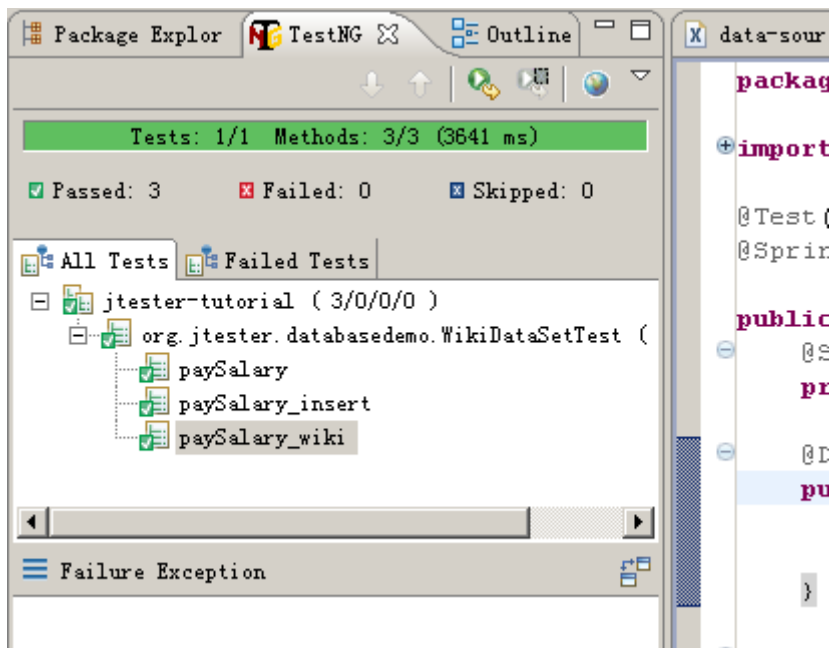 Package Explor TestNG Outline
Tests: 1/1 Methods: 3/3 (3641 ms)
Passed: 3 Failed: 0 Skipped: 0
All Tests Failed Tests
jtester-tutorial ( 3/0/0/0 )
org.jtester.databasedemo.WikiDataSetTest (
paySalary
paySalary_insert
paySalary_wiki
Failure Exception
data-sour
packag
import
@Test(
@Sprin
public
@S
pr
@D
pu
}